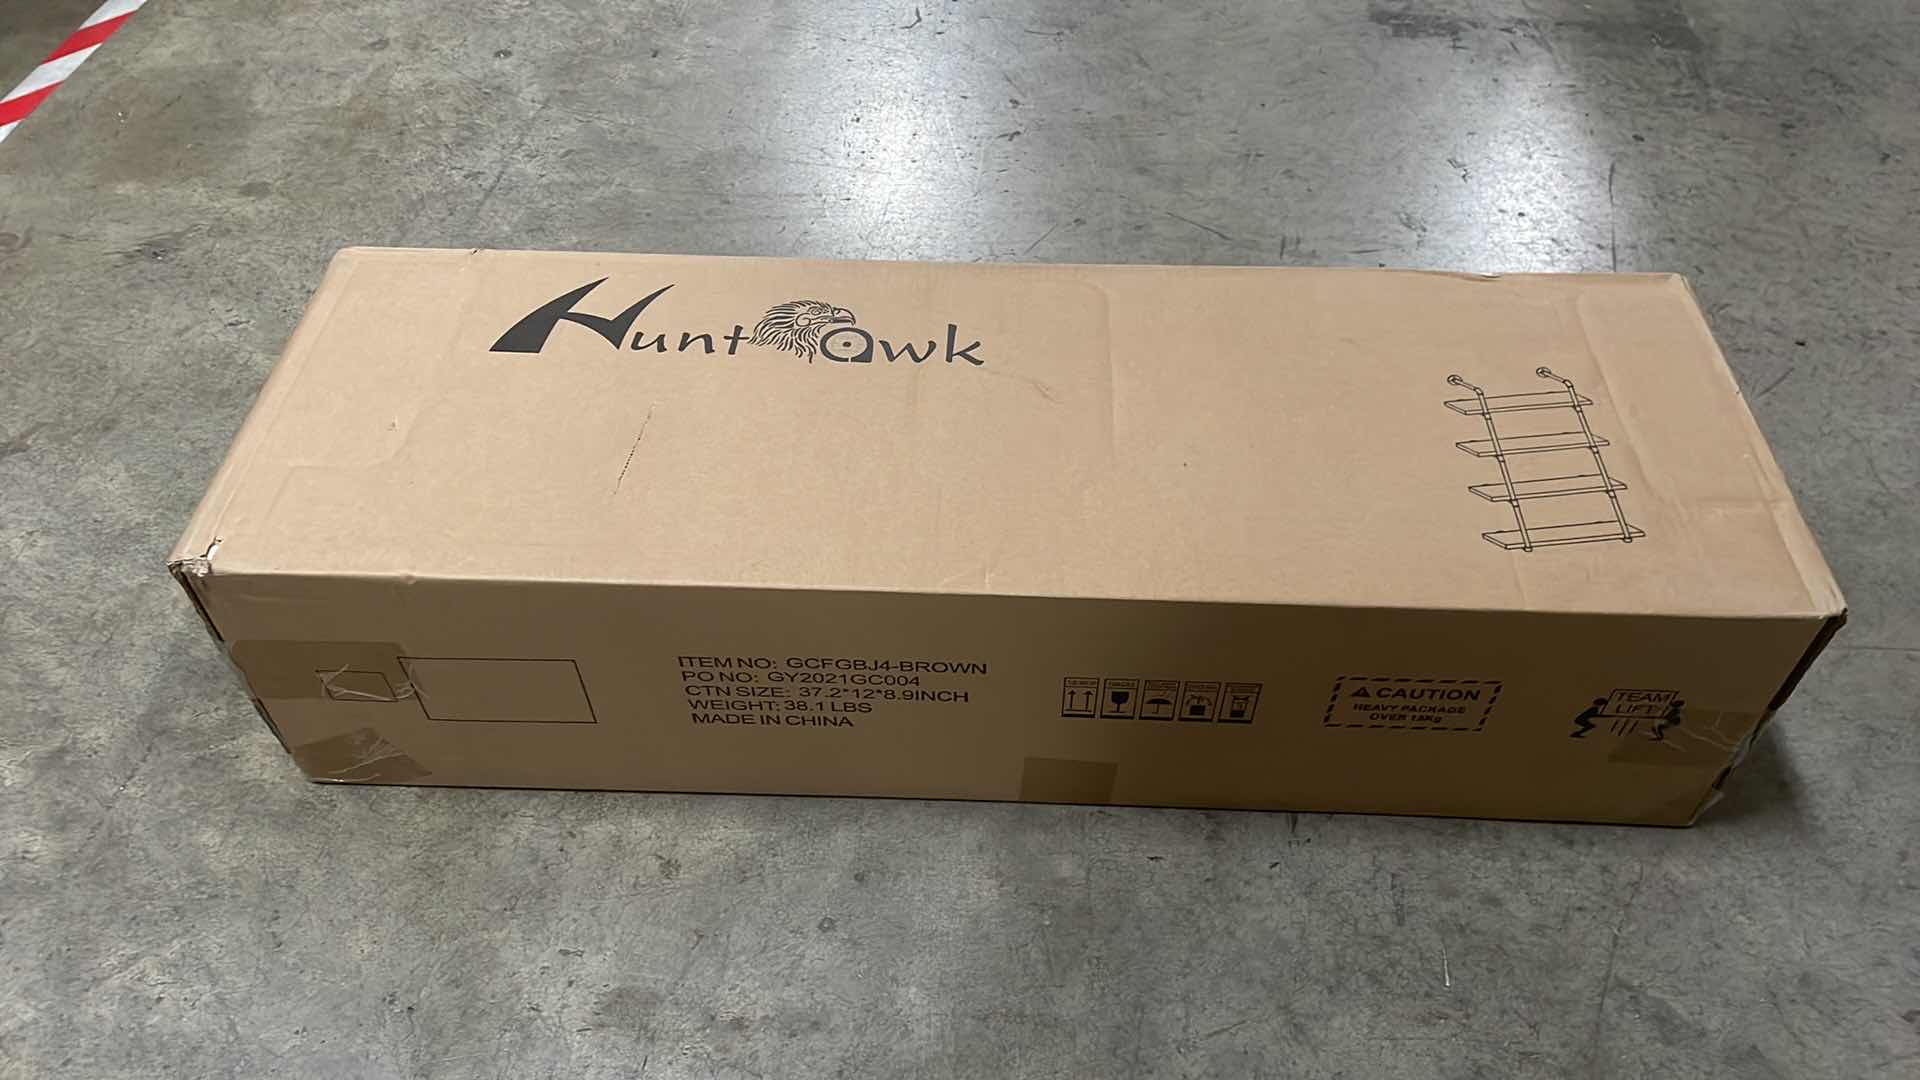 Hunt Hawk
ITEM NO: GCFGBJ4-BROWN
PO NO: GY2021GC004
CTN SIZE: 37.2*12*8.9INCH
WEIGHT: 38.1 LBS
MADE IN CHINA
CAUTION
HEAVY PACKAGE
OVER 15Kg
TEAM
LIFT